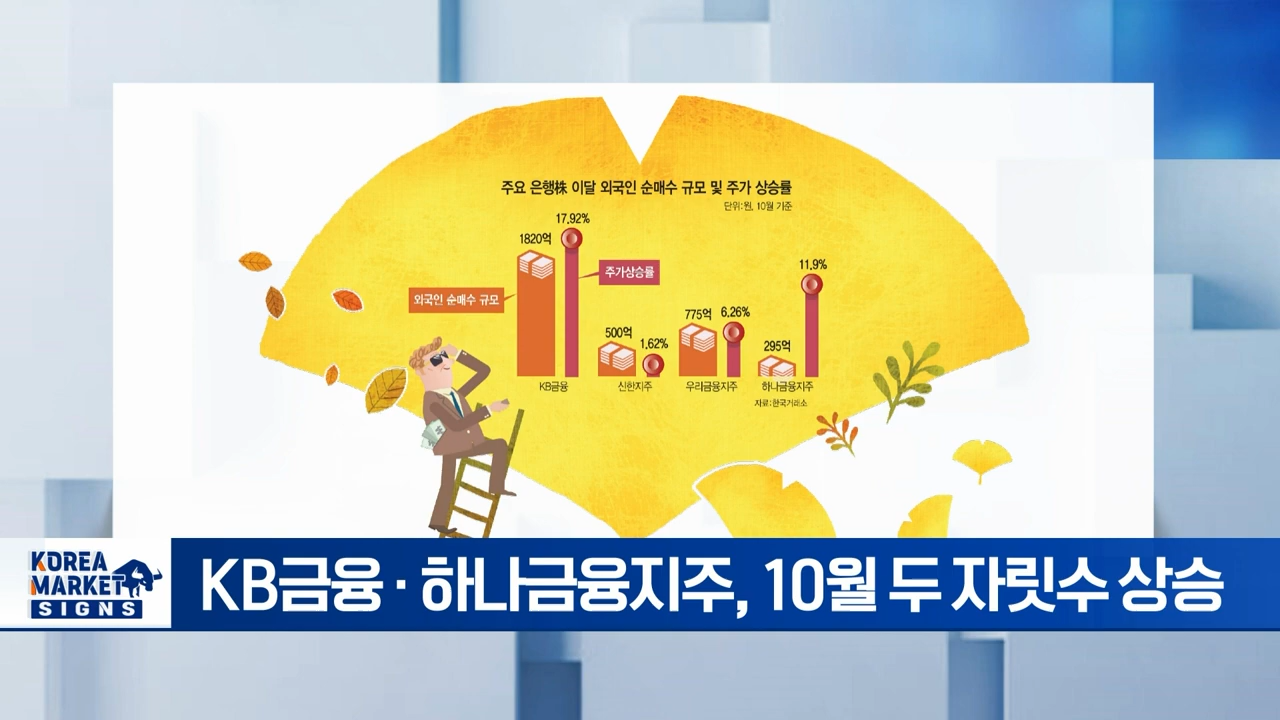 주요 은행株 이달 외국인 순매수 규모 및 주가 상승률
단위:원, 10월 기준
17.92%
1820억
주가상승률
외국인 순매수 규모
500억
1.62%
775억
6.26%
295억
11.9%
KB금융
신한지주
우리금융지주
하나금융지주
자료:한국거래소
KOREA
MARKET
SIGNS
KB금융·하나금융지주, 10월 두 자릿수 상승